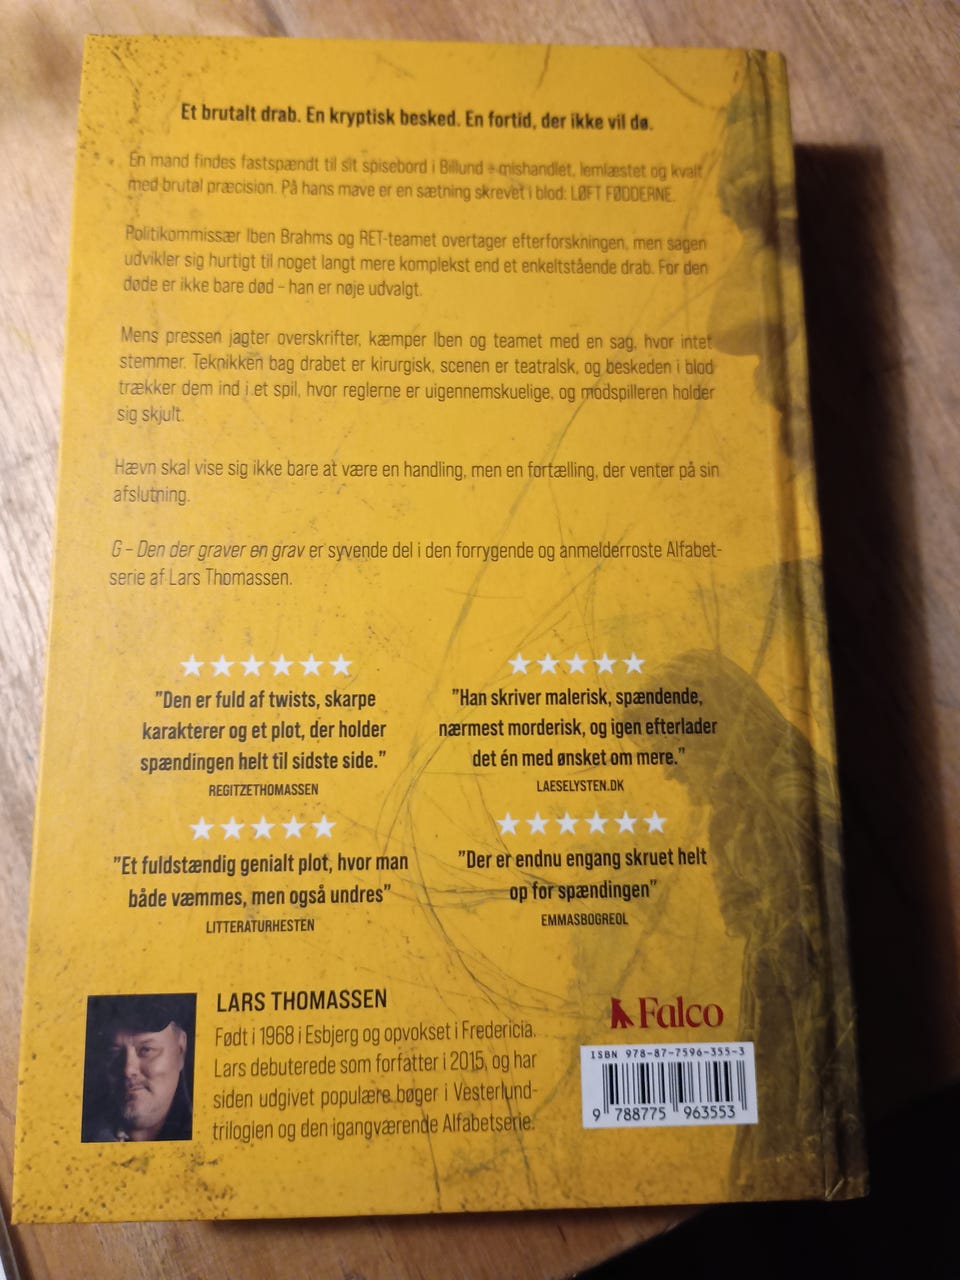 Et brutalt drab. En kryptisk besked. En fortid, der ikke vil dø.
En mand findes fastspændt til sit spisebord i Billund – mishandlet, lemlæstet og kvalt
med brutal præcision. På hans mave er en sætning skrevet i blod: LØFT FØDDERNE.
Politikommissær Iben Brahms og RET-teamet overtager efterforskningen, men sagen
udvikler sig hurtigt til noget langt mere komplekst end et enkeltstående drab. For den
døde er ikke bare død – han er nøje udvalgt.
Mens pressen jagter overskrifter, kæmper Iben og teamet med en sag, hvor intet
stemmer. Teknikken bag drabet er kirurgisk, scenen er teatralsk, og beskeden i blod
trækker dem ind i et spil, hvor reglerne er uigennemskuelige, og modspilleren holder
sig skjult.
Hævn skal vise sig ikke bare at være en handling, men en fortælling, der venter på sin
afslutning.
G – Den der graver en grav er syvende del i den forrygende og anmelderroste Alfabet-
serie af Lars Thomassen.
"Den er fuld af twists, skarpe
karakterer og et plot, der holder
spændingen helt til sidste side."
REGITZETHOMASSEN
"Han skriver malerisk, spændende,
nærmest morderisk, og igen efterlader
det én med ønsket om mere."
LAESELYSTEN.DK
"Et fuldstændig genialt plot, hvor man
både væmmes, men også undres"
LITTERATURHESTEN
"Der er endnu engang skruet helt
op for spændingen"
EMMASBOGREOL
LARS THOMASSEN
Født i 1968 i Esbjerg og opvokset i Fredericia.
Lars debuterede som forfatter i 2015, og har
siden udgivet populære bøger i Vesterlund-
trilogien og den igangværende Alfabetserie.
Falco
ISBN 978-87-7596-355-3
9 788775 963553